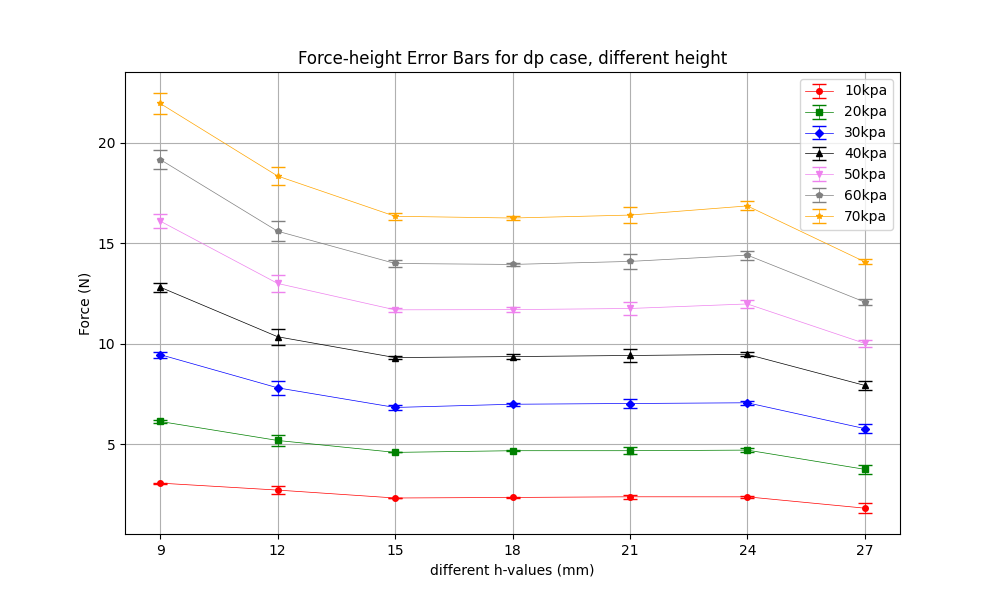 Force-height Error Bars for dp case, different height
10kpa
20kpa
30kpa
40kpa
50kpa
60kpa
70kpa
20
15
10
5
Force (N)
9 12 15 18 21 24 27
different h-values (mm)